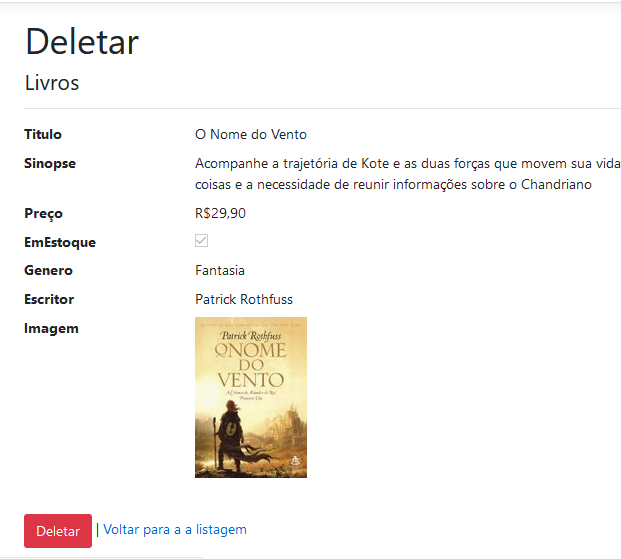 Deletar
Livros
Titulo O Nome do Vento
Sinopse Acompanhe a trajetória de Kote e as duas forças que movem sua vida
coisas e a necessidade de reunir informações sobre o Chandriano
Preço R$29,90
EmEstoque
Genero Fantasia
Escritor Patrick Rothfuss
Imagem
Patrick Rothfuss
O NOME
DO
VENTO
A Crônica do Matador do Rei
Primeiro Dia
Deletar | Voltar para a a listagem